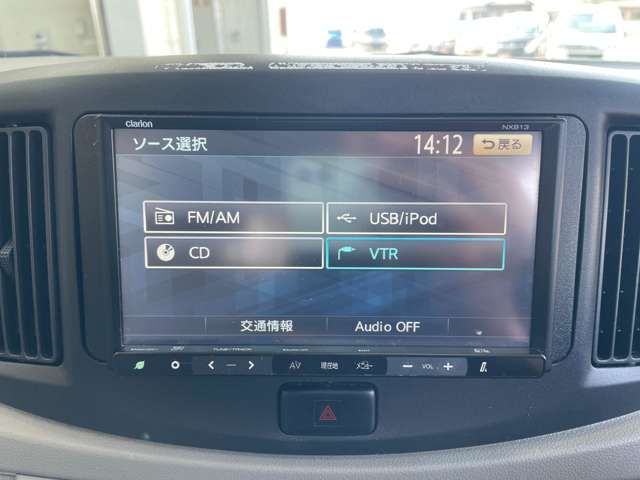 clarion NX813
ソース選択 14:12 戻る
FM/AM USB/iPod
CD VTR
交通情報 Audio OFF
AV 現在地 メニュー VOL